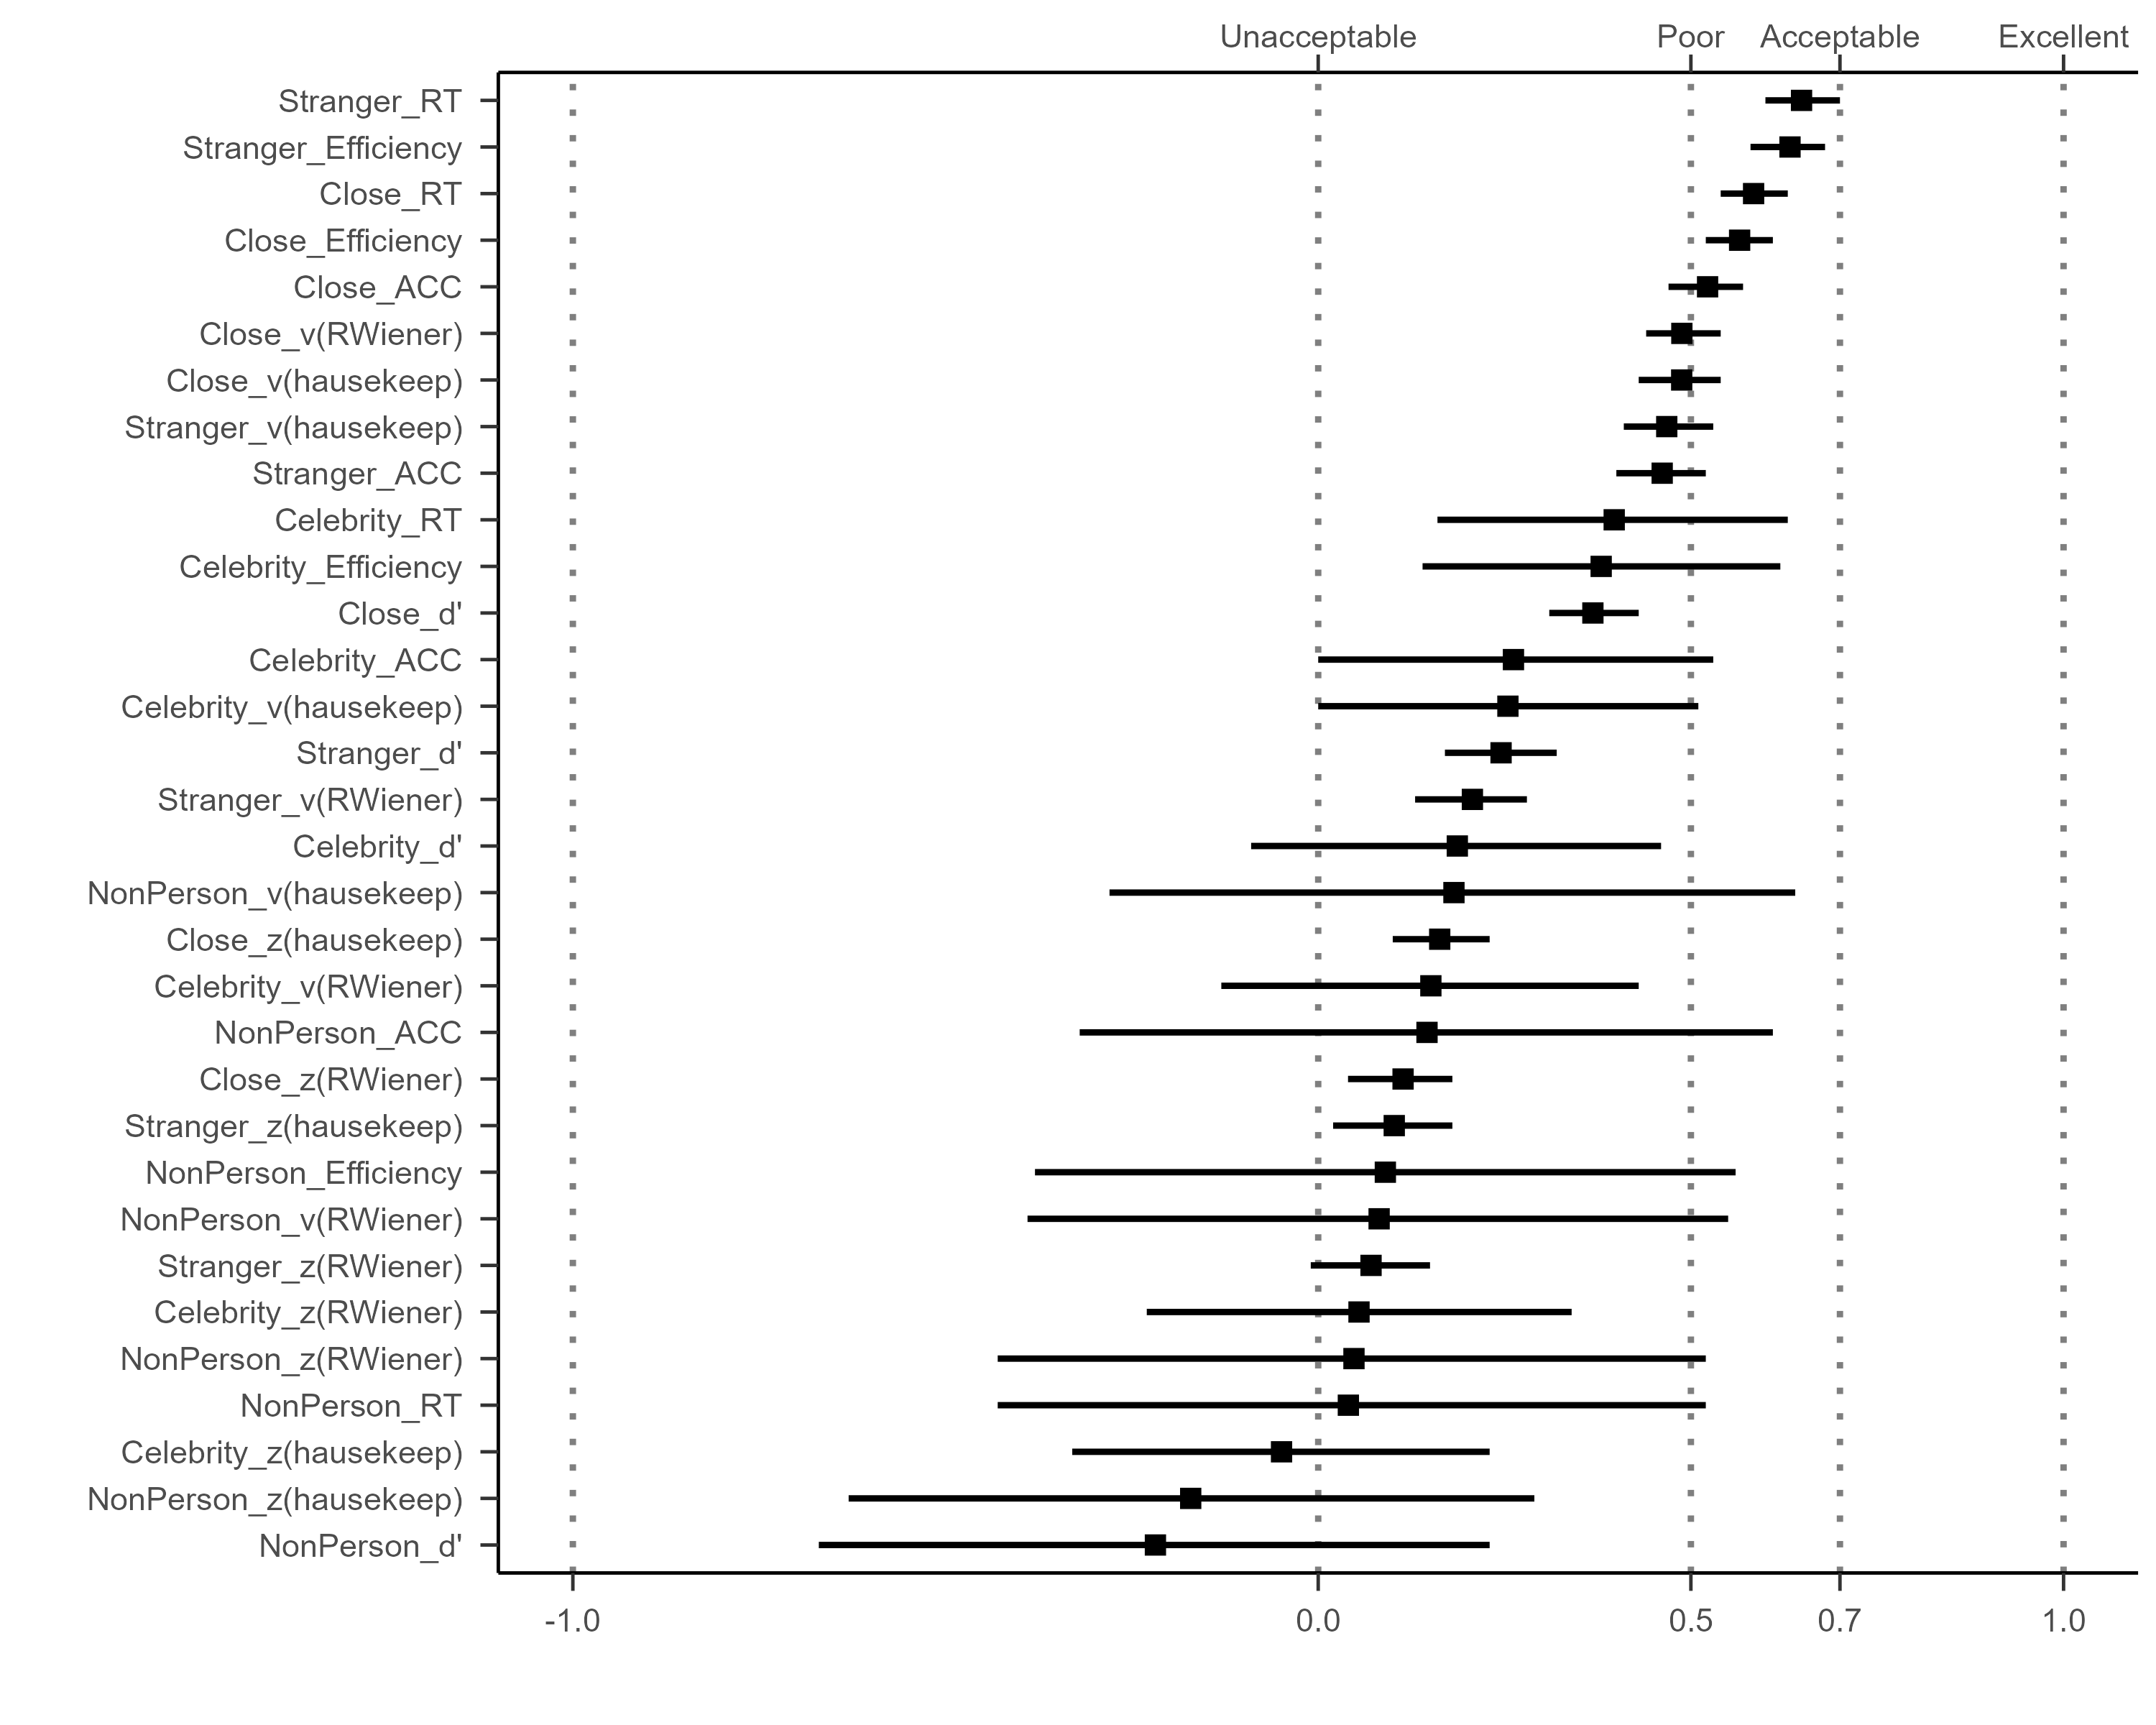 Unacceptable Poor Acceptable Excellent
Stranger_RT
Stranger_Efficiency
Close_RT
Close_Efficiency
Close_ACC
Close_v(RWiener)
Close_v(hausekeep)
Stranger_v(hausekeep)
Stranger_ACC
Celebrity_RT
Celebrity_Efficiency
Close_d'
Celebrity_ACC
Celebrity_v(hausekeep)
Stranger_d'
Stranger_v(RWiener)
Celebrity_d'
NonPerson_v(hausekeep)
Close_z(hausekeep)
Celebrity_v(RWiener)
NonPerson_ACC
Close_z(RWiener)
Stranger_z(hausekeep)
NonPerson_Efficiency
NonPerson_v(RWiener)
Stranger_z(RWiener)
Celebrity_z(RWiener)
NonPerson_z(RWiener)
NonPerson_RT
Celebrity_z(hausekeep)
NonPerson_z(hausekeep)
NonPerson_d'
-1.0 0.0 0.5 0.7 1.0